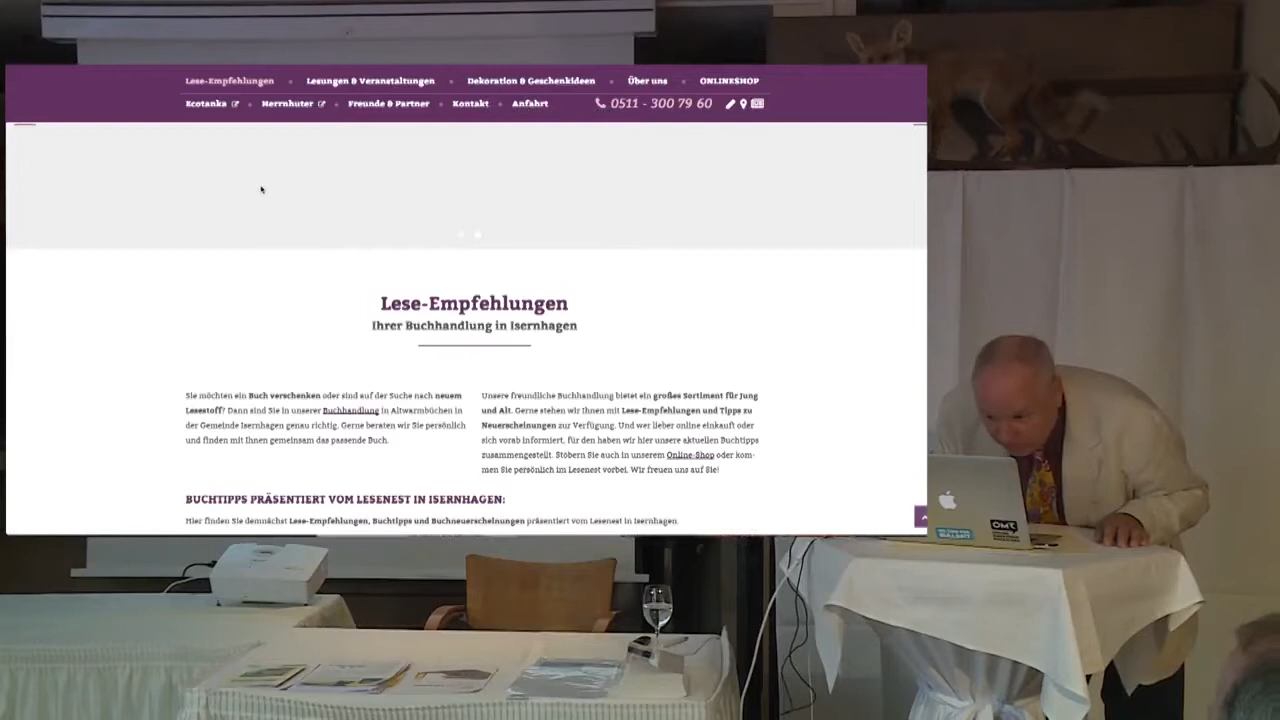 Lese-Empfehlungen Lesungen & Veranstaltungen Dekoration & Geschenkideen Über uns ONLINESHOP
Ecotanka Herrnhuter Freunde & Partner Kontakt Anfahrt 0511 - 300 79 60
Lese-Empfehlungen
Ihrer Buchhandlung in Isernhagen
Sie möchten ein Buch verschenken oder sind auf der Suche nach neuem
Lesestoff? Dann sind Sie in unserer Buchhandlung in Altwarmbüchen in
der Gemeinde Isernhagen genau richtig. Gerne beraten wir Sie persönlich
und finden mit Ihnen gemeinsam das passende Buch.
Unsere freundliche Buchhandlung bietet ein großes Sortiment für Jung
und Alt. Gerne stehen wir Ihnen mit Lese-Empfehlungen und Tipps zu
Neuerscheinungen zur Verfügung. Und wer lieber online einkauft oder
sich vorab informiert, für den haben wir hier unsere aktuellen Buchtipps
zusammengestellt. Stöbern Sie auch in unserem Online-Shop oder kom-
men Sie persönlich im Lesenest vorbei. Wir freuen uns auf Sie!
BUCHTIPPS PRÄSENTIERT VOM LESENEST IN ISERNHAGEN:
Hier finden Sie demnächst Lese-Empfehlungen, Buchtipps und Buchneuerscheinungen präsentiert vom Lesenest in Isernhagen.
OMT
BULLSHIT